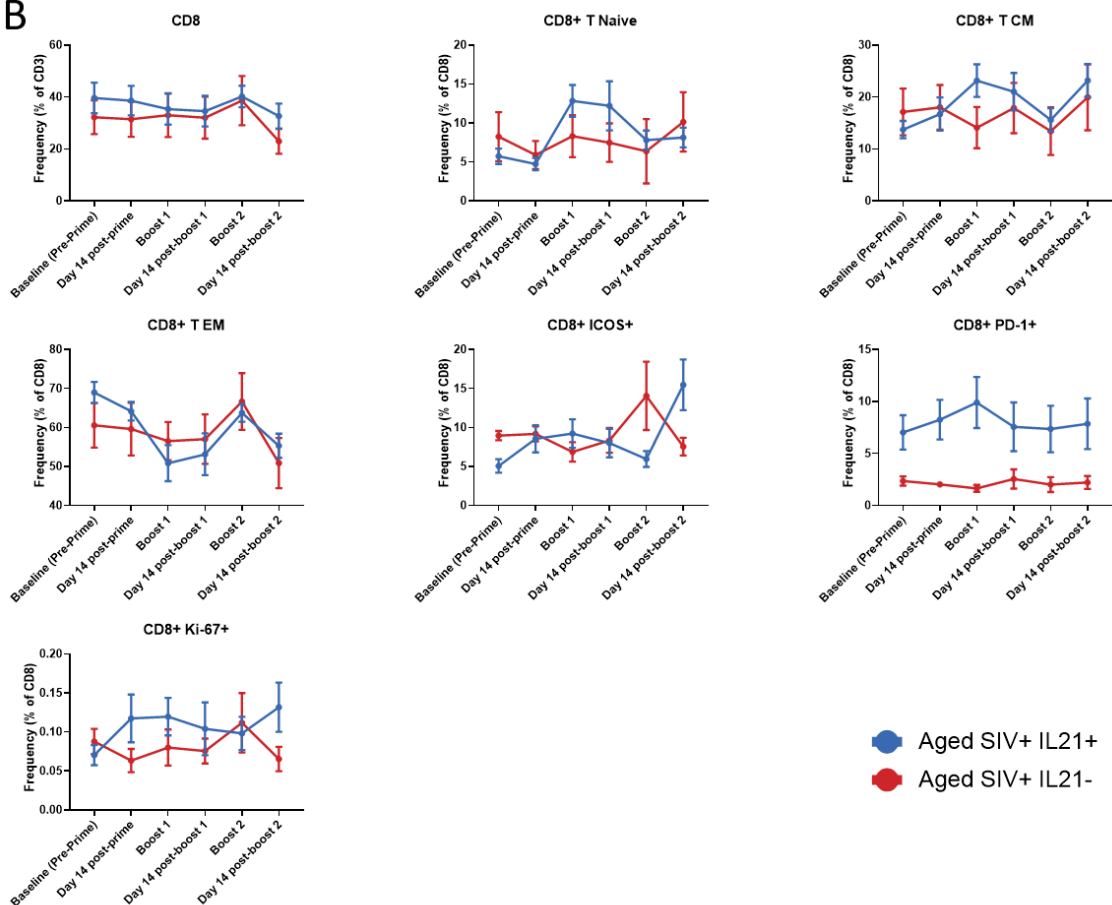 B
CD8
Frequency (% of CD3)
60
40
20
0
Baseline (Pre-Prime)
Day 14 post-prime
Boost 1
Day 14 post-boost 1
Boost 2
Day 14 post-boost 2
CD8+ T Naive
Frequency (% of CD8)
20
15
10
5
0
Baseline (Pre-Prime)
Day 14 post-prime
Boost 1
Day 14 post-boost 1
Boost 2
Day 14 post-boost 2
CD8+ T CM
Frequency (% of CD8)
30
20
10
0
Baseline (Pre-Prime)
Day 14 post-prime
Boost 1
Day 14 post-boost 1
Boost 2
Day 14 post-boost 2
CD8+ T EM
Frequency (% of CD8)
80
70
60
50
40
Baseline (Pre-Prime)
Day 14 post-prime
Boost 1
Day 14 post-boost 1
Boost 2
Day 14 post-boost 2
CD8+ ICOS+
Frequency (% of CD8)
20
15
10
5
0
Baseline (Pre-Prime)
Day 14 post-prime
Boost 1
Day 14 post-boost 1
Boost 2
Day 14 post-boost 2
CD8+ PD-1+
Frequency (% of CD8)
15
10
5
0
Baseline (Pre-Prime)
Day 14 post-prime
Boost 1
Day 14 post-boost 1
Boost 2
Day 14 post-boost 2
CD8+ Ki-67+
Frequency (% of CD8)
0.20
0.15
0.10
0.05
0.00
Baseline (Pre-Prime)
Day 14 post-prime
Boost 1
Day 14 post-boost 1
Boost 2
Day 14 post-boost 2
Aged SIV+ IL21+
Aged SIV+ IL21-